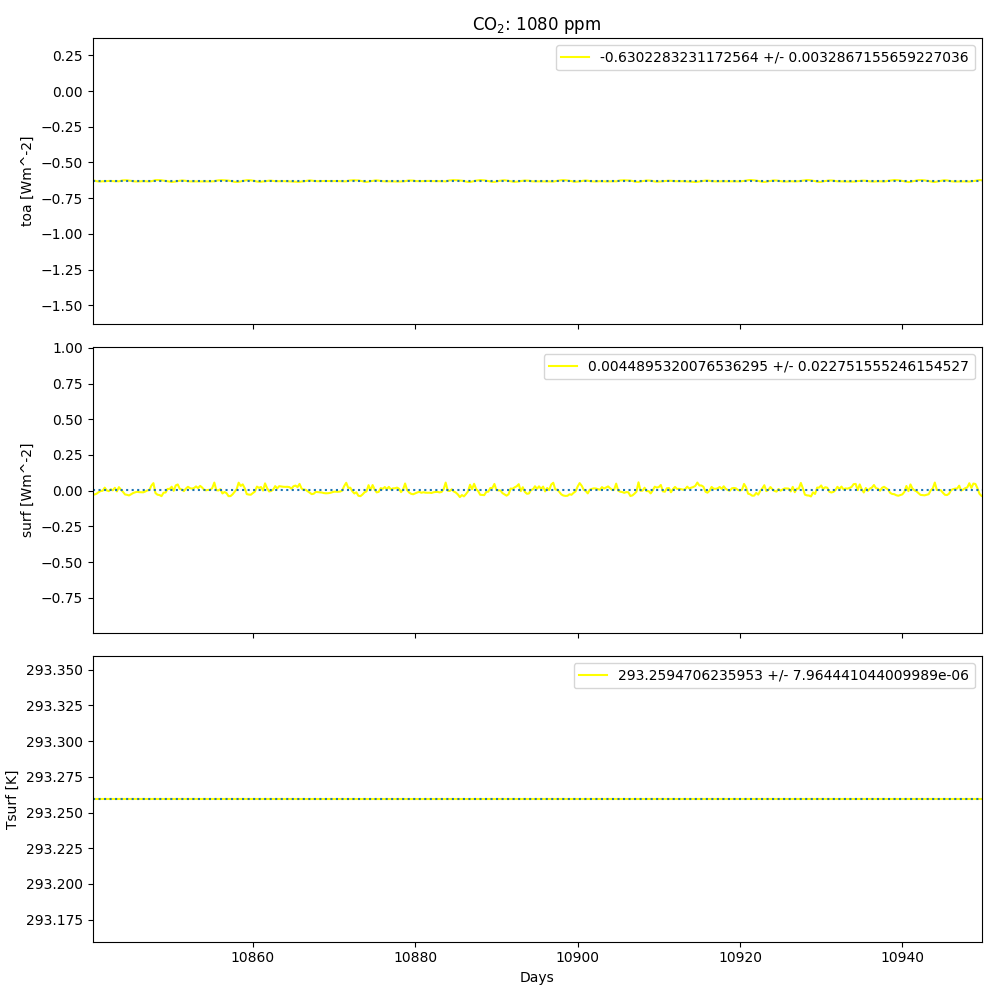 CO₂: 1080 ppm
0.25
0.00
−0.25
−0.50
−0.75
−1.00
−1.25
−1.50
toa [Wm^-2]
-0.6302283231172564 +/- 0.0032867155659227036
1.00
0.75
0.50
0.25
0.00
−0.25
−0.50
−0.75
surf [Wm^-2]
0.0044895320076536295 +/- 0.022751555246154527
293.350
293.325
293.300
293.275
293.250
293.225
293.200
293.175
Tsurf [K]
293.2594706235953 +/- 7.964441044009989e-06
10860 10880 10900 10920 10940
Days